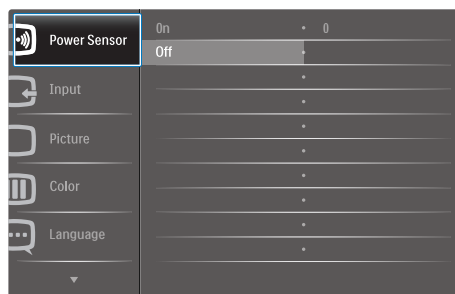 Power Sensor
On • 0
Off •
Input
Picture
Color
Language